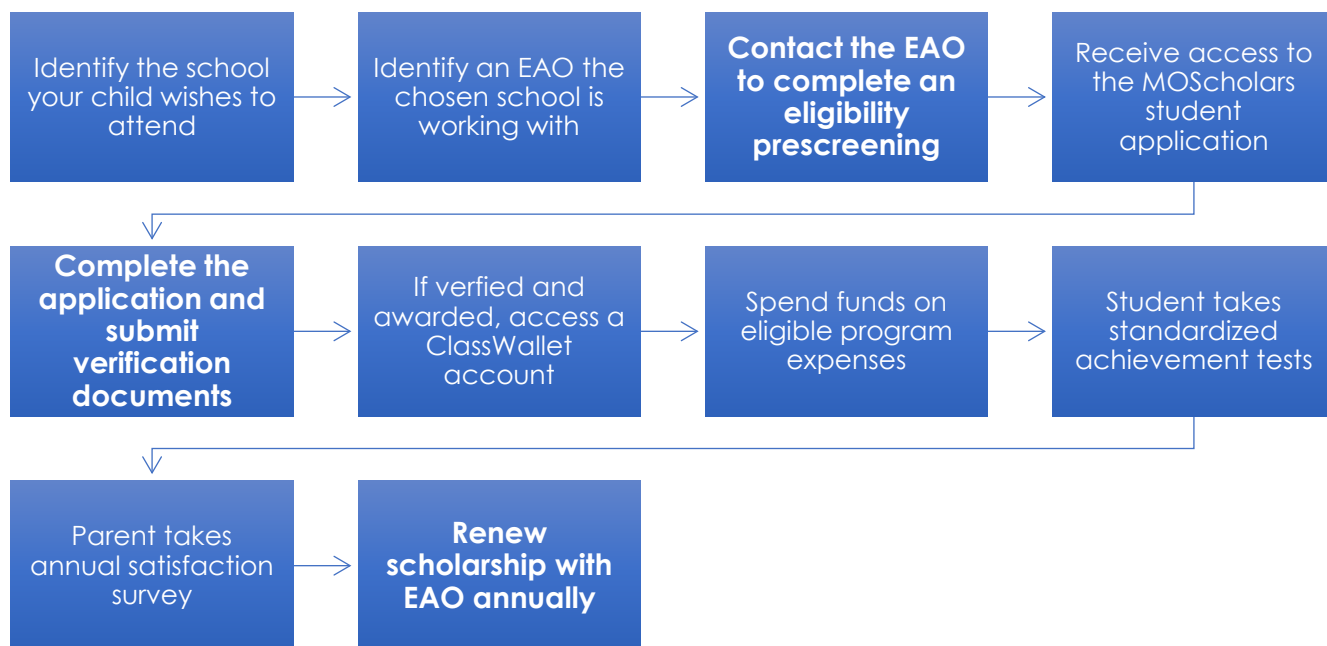 Identify the school
your child wishes to
attend
Identify an EAO the
chosen school is
working with
Contact the EAO
to complete an
eligibility
prescreening
Receive access to
the MOScholars
student
application
Complete the
application and
submit
verification
documents
If verfied and
awarded, access a
ClassWallet
account
Spend funds on
eligible program
expenses
Student takes
standardized
achievement tests
Parent takes
annual satisfaction
survey
Renew
scholarship with
EAO annually